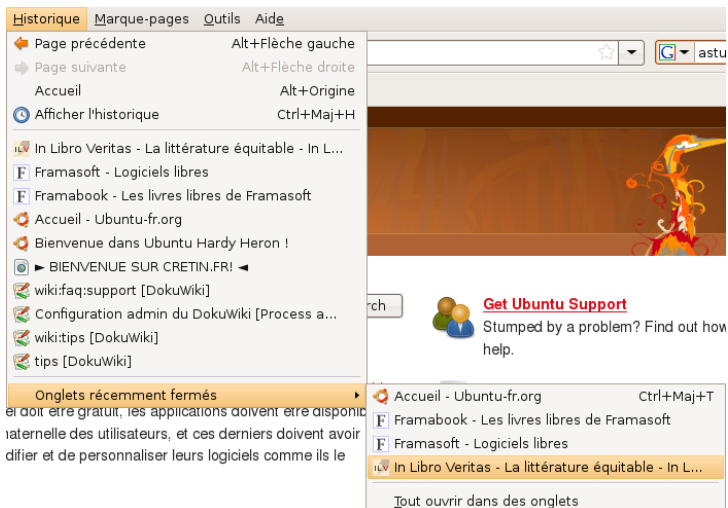 Historique Marque-pages Outils Aide
Page précédente Alt+Flèche gauche
astu
Page suivante Alt+Flèche droite
Accueil Alt+Origine
Afficher l'historique Ctrl+Maj+H
In Libro Veritas - La littérature équitable - In L...
Framasoft - Logiciels libres
Framabook - Les livres libres de Framasoft
Accueil - Ubuntu-fr.org
Bienvenue dans Ubuntu Hardy Heron !
► BIENVENUE SUR CRETIN.FR! ◄
wiki:faq:support [DokuWiki]
Configuration admin du DokuWiki [Process a...
wiki:tips [DokuWiki]
tips [DokuWiki]
Onglets récemment fermés
rch
Get Ubuntu Support
Stumped by a problem? Find out how
help.
Accueil - Ubuntu-fr.org Ctrl+Maj+T
Framabook - Les livres libres de Framasoft
Framasoft - Logiciels libres
In Libro Veritas - La littérature équitable - In L...
Tout ouvrir dans des onglets
el doit être gratuit, les applications doivent être disponib
naternelle des utilisateurs, et ces derniers doivent avoir
difier et de personnaliser leurs logiciels comme ils le